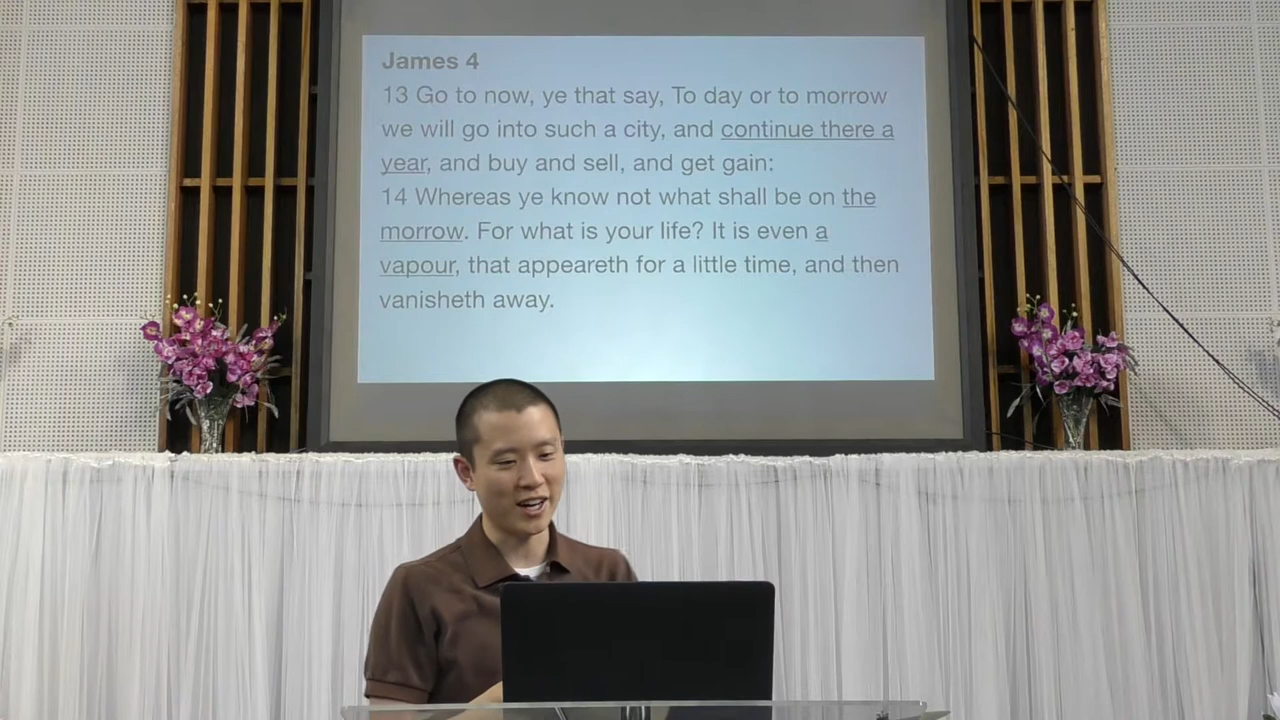 James 4
13 Go to now, ye that say, To day or to morrow
we will go into such a city, and continue there a
year, and buy and sell, and get gain:
14 Whereas ye know not what shall be on the
morrow. For what is your life? It is even a
vapour, that appeareth for a little time, and then
vanisheth away.